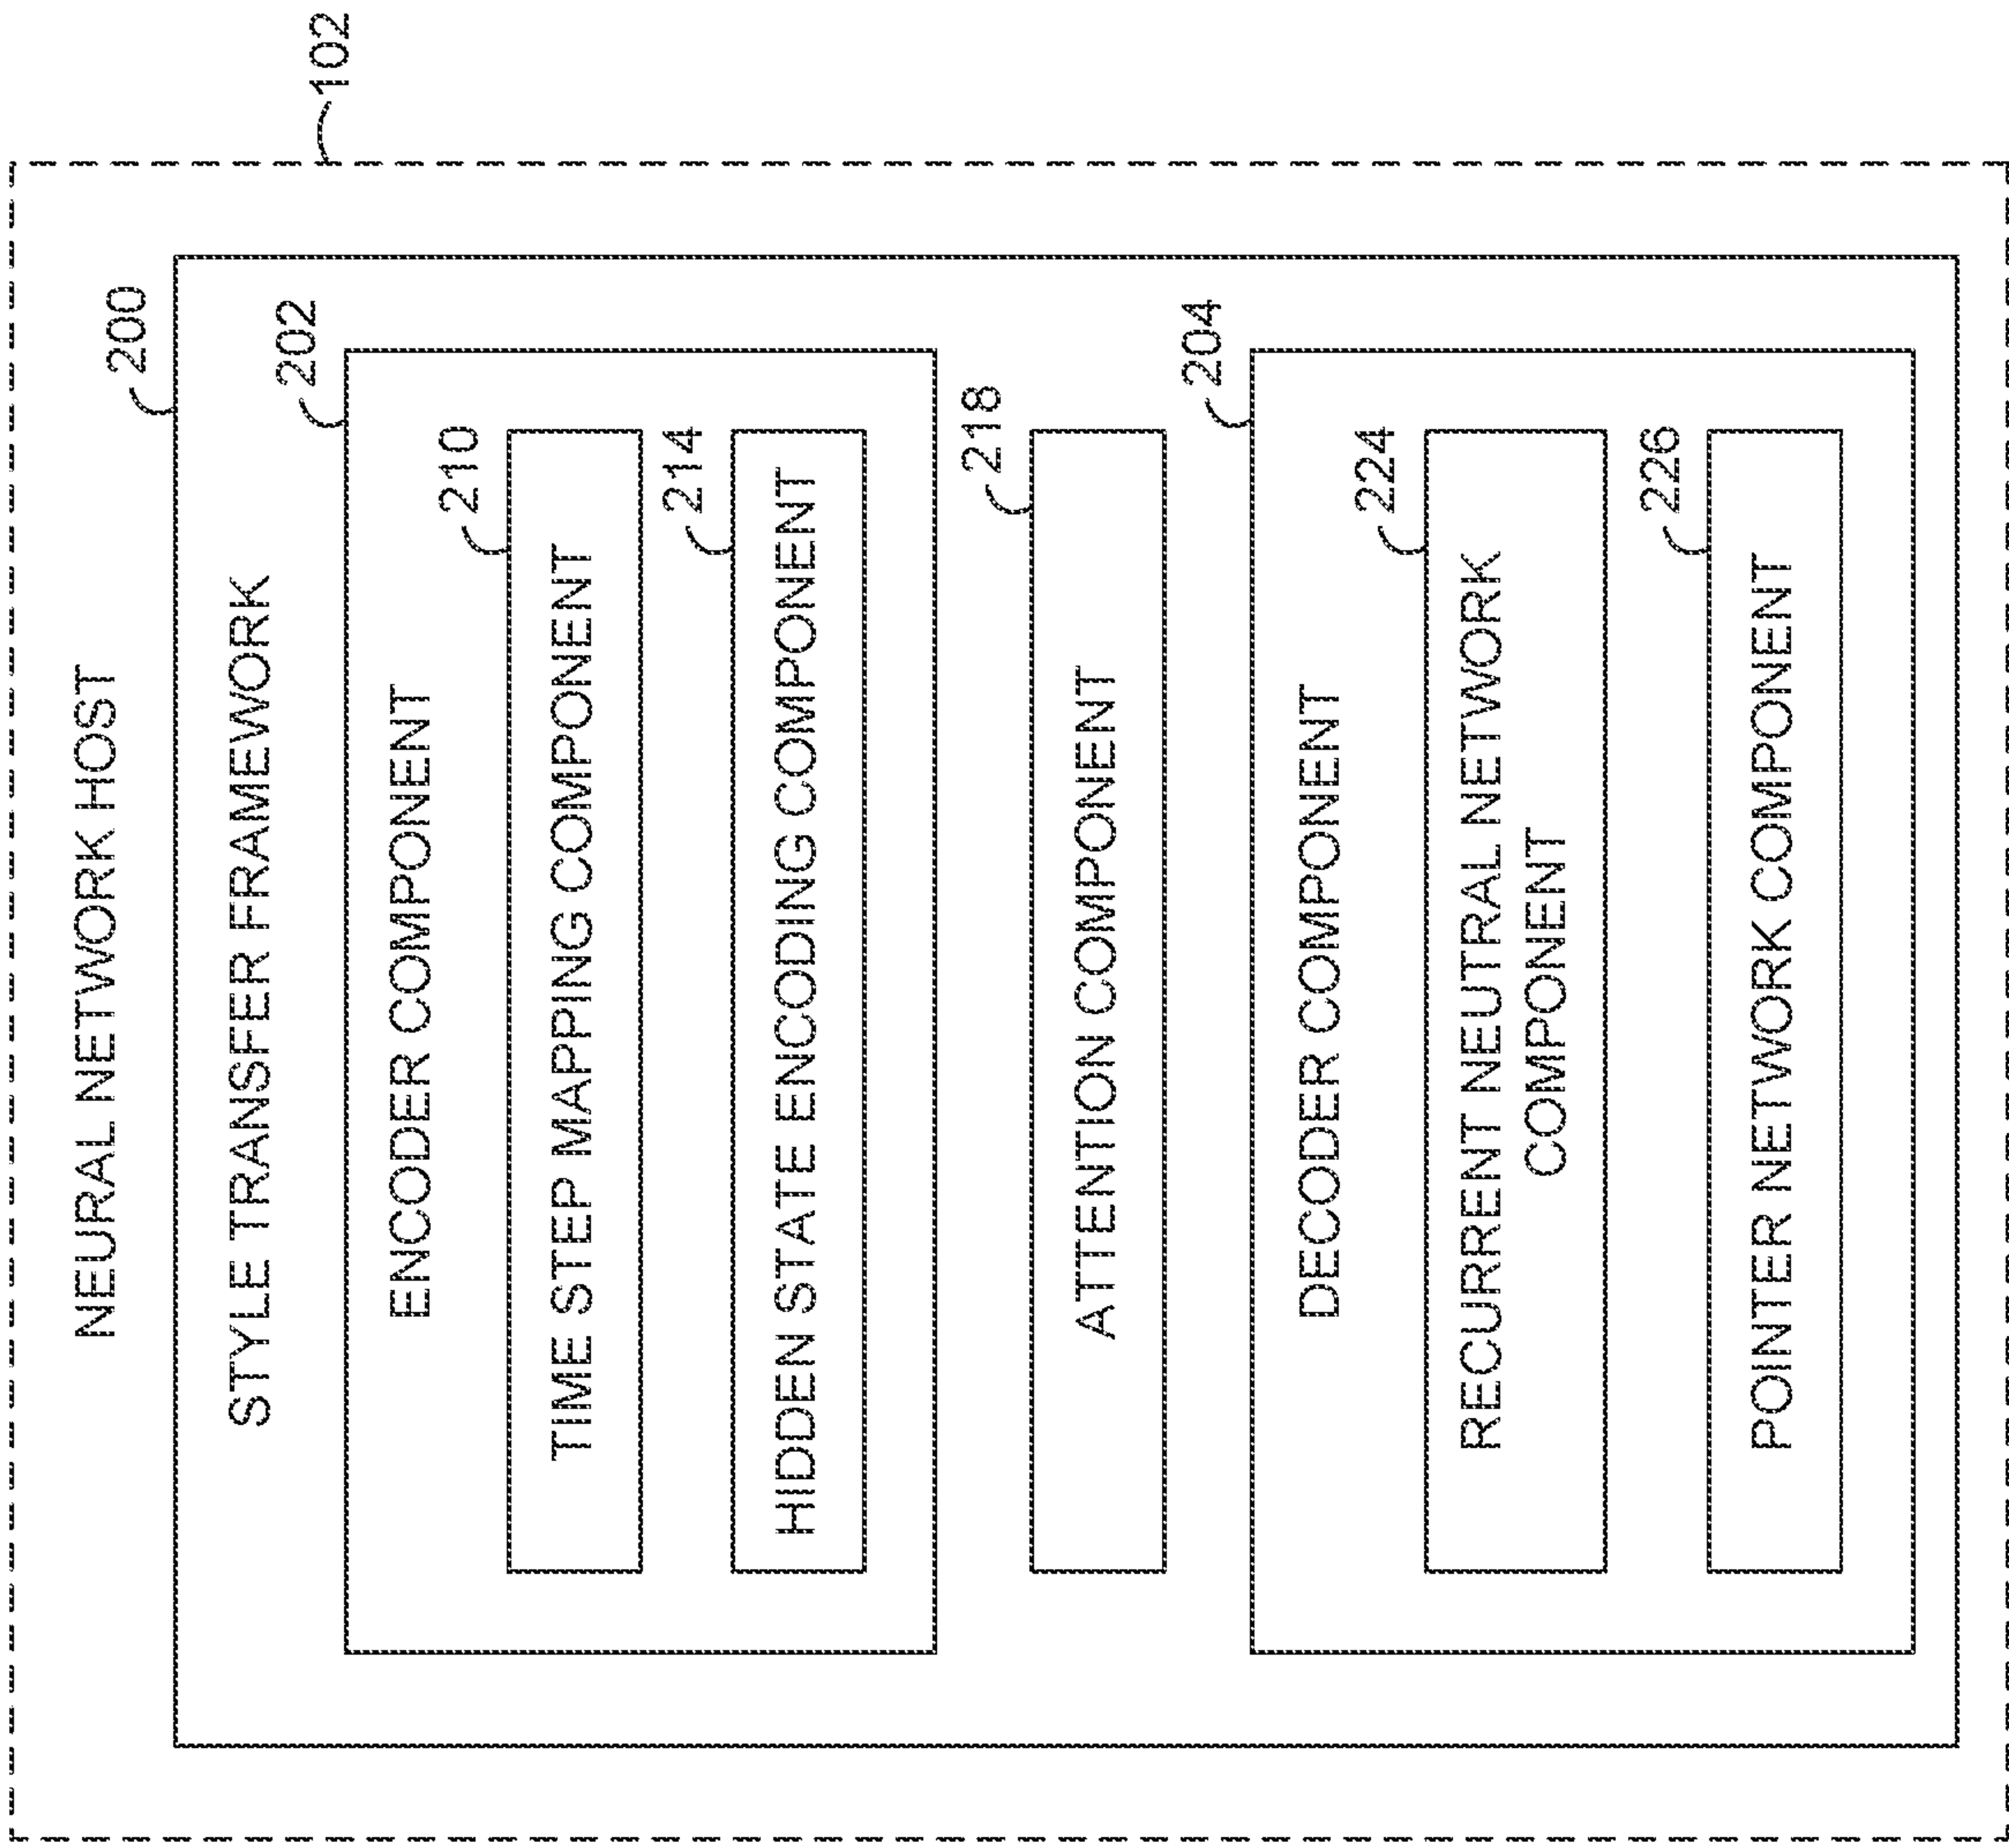 NEURAL NETWORK HOST
102
STYLE TRANSFER FRAMEWORK
200
ENCODER COMPONENT
202
TIME STEP MAPPING COMPONENT
210
HIDDEN STATE ENCODING COMPONENT
214
ATTENTION COMPONENT
218
DECODER COMPONENT
204
RECURRENT NEUTRAL NETWORK
COMPONENT
224
POINTER NETWORK COMPONENT
226